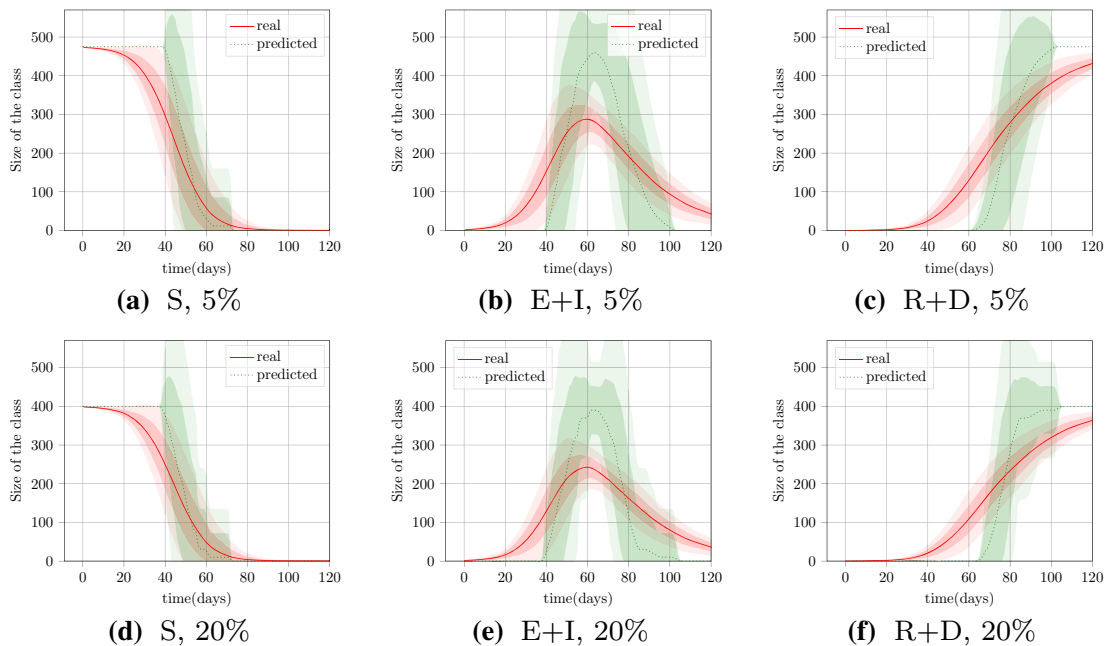 real
predicted
500
400
300
200
100
0
Size of the class
0 20 40 60 80 100 120
time(days)
(a) S, 5%
real
predicted
500
400
300
200
100
0
Size of the class
0 20 40 60 80 100 120
time(days)
(b) E+I, 5%
real
predicted
500
400
300
200
100
0
Size of the class
0 20 40 60 80 100 120
time(days)
(c) R+D, 5%
real
predicted
500
400
300
200
100
0
Size of the class
0 20 40 60 80 100 120
time(days)
(d) S, 20%
real
predicted
500
400
300
200
100
0
Size of the class
0 20 40 60 80 100 120
time(days)
(e) E+I, 20%
real
predicted
500
400
300
200
100
0
Size of the class
0 20 40 60 80 100 120
time(days)
(f) R+D, 20%